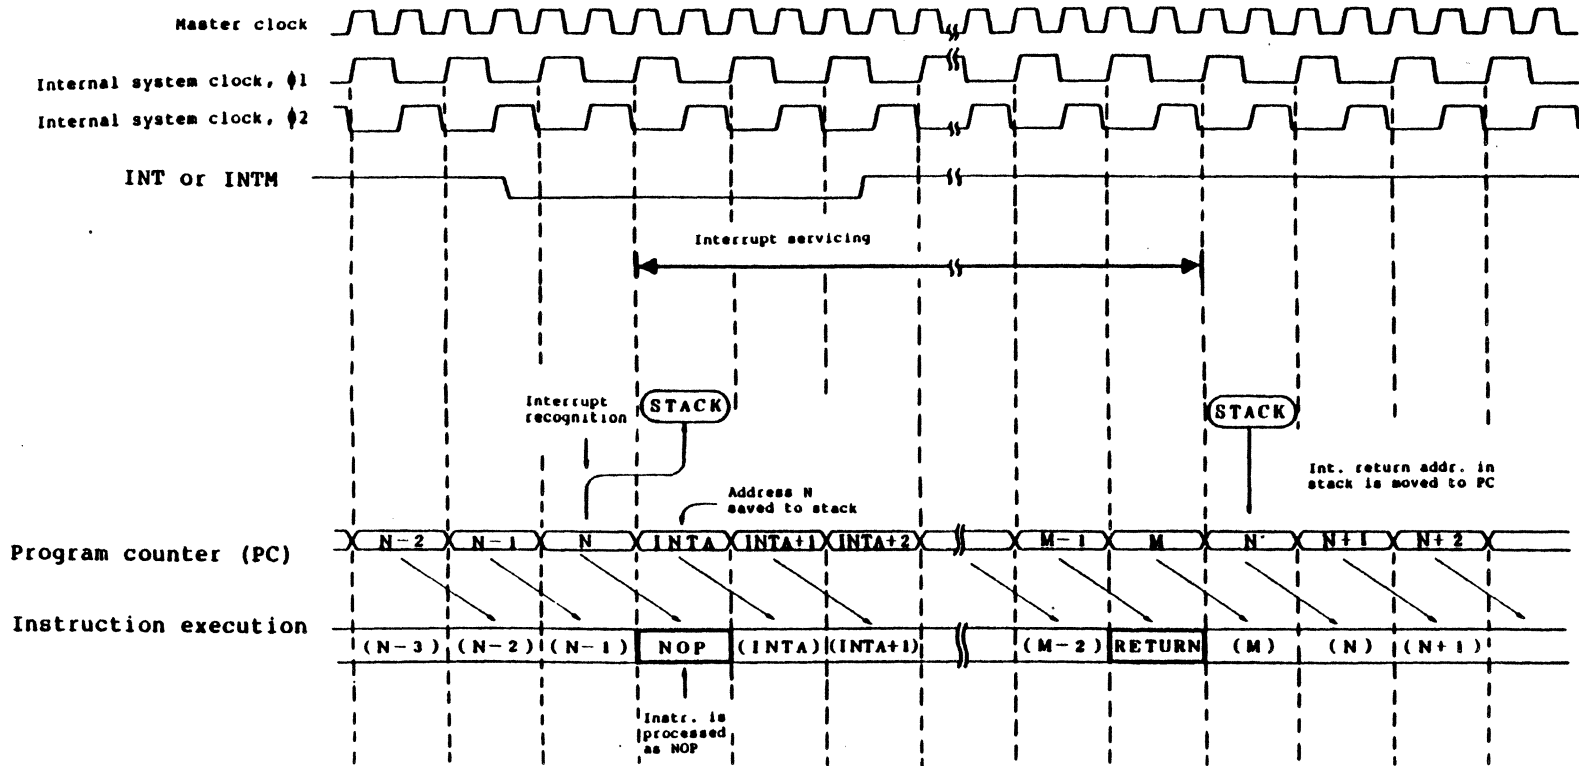 Master clock
Internal system clock, ϕ1
Internal system clock, ϕ2
INT or INTM
Interrupt servicing
Interrupt
recognition
STACK
STACK
Address N
saved to stack
Int. return addr. in
stack is moved to PC
Program counter (PC)
N-2 N-1 N INTA INTA+1 INTA+2 M-1 M N N+1 N+2
Instruction execution
(N-3) (N-2) (N-1) NOP (INTA) (INTA+1) (M-2) RETURN (M) (N) (N+1)
Instr. is
processed
as NOP